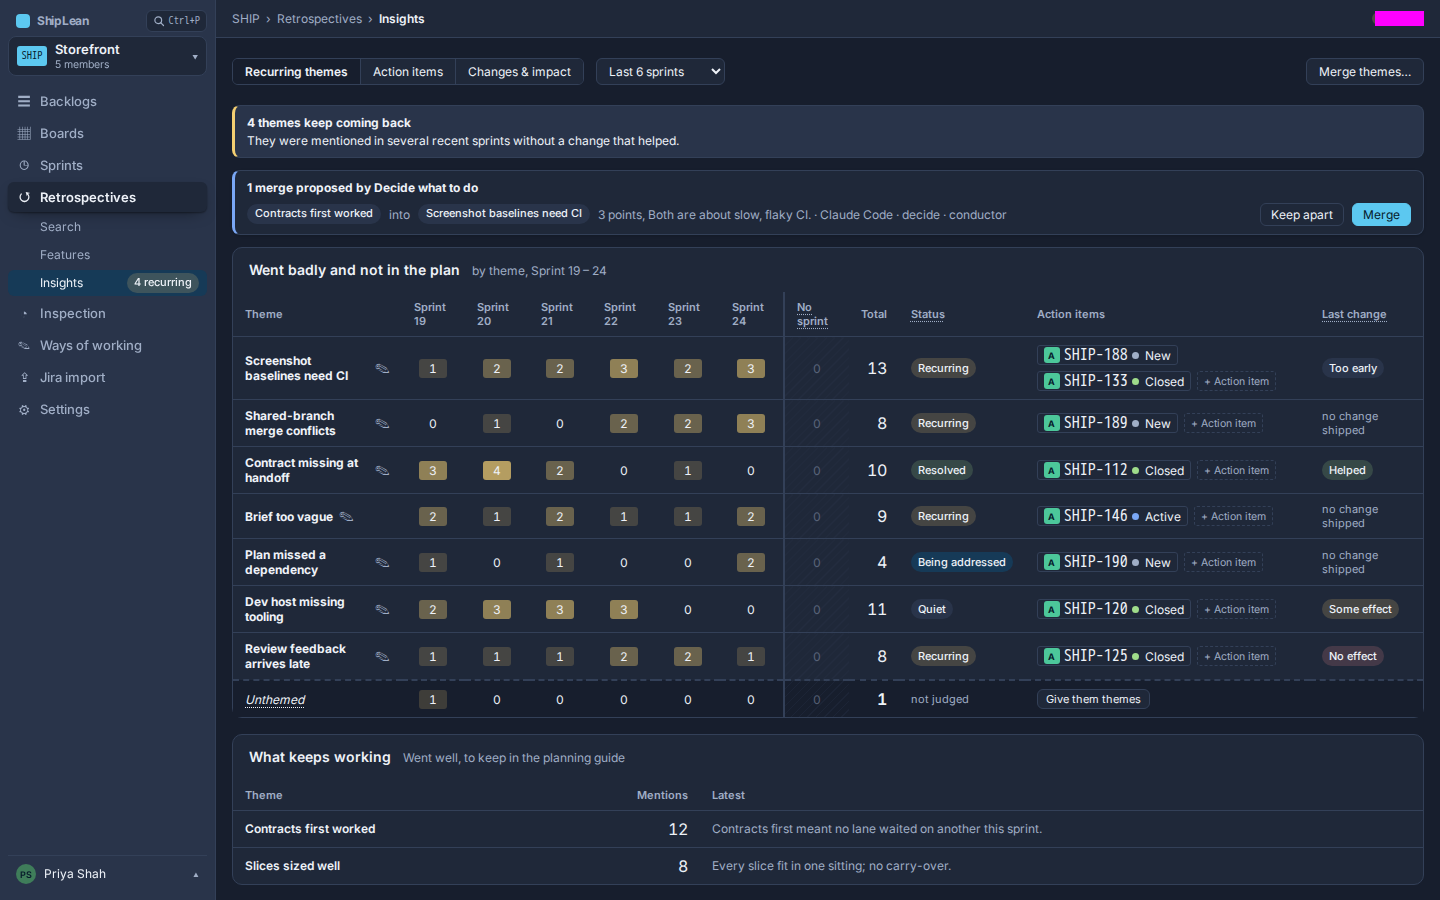 ShipLean
Ctrl+P
SHIP
Storefront
5 members
Backlogs
Boards
Sprints
Retrospectives
Search
Features
Insights
4 recurring
Inspection
Ways of working
Jira import
Settings
PS
Priya Shah
SHIP › Retrospectives › Insights
Recurring themes
Action items
Changes & impact
Last 6 sprints
Merge themes...
4 themes keep coming back
They were mentioned in several recent sprints without a change that helped.
1 merge proposed by Decide what to do
Contracts first worked into Screenshot baselines need CI 3 points, Both are about slow, flaky CI. · Claude Code · decide · conductor
Keep apart
Merge
Went badly and not in the plan by theme, Sprint 19 – 24
Theme Sprint 19 Sprint 20 Sprint 21 Sprint 22 Sprint 23 Sprint 24 No sprint Total Status Action items Last change
Screenshot baselines need CI 1 2 2 3 2 3 0 13 Recurring A SHIP-188 New A SHIP-133 Closed + Action item Too early
Shared-branch merge conflicts 0 1 0 2 2 3 0 8 Recurring A SHIP-189 New + Action item no change shipped
Contract missing at handoff 3 4 2 0 1 0 0 10 Resolved A SHIP-112 Closed + Action item Helped
Brief too vague 2 1 2 1 1 2 0 9 Recurring A SHIP-146 Active + Action item no change shipped
Plan missed a dependency 1 0 1 0 0 2 0 4 Being addressed A SHIP-190 New + Action item no change shipped
Dev host missing tooling 2 3 3 3 0 0 0 11 Quiet A SHIP-120 Closed + Action item Some effect
Review feedback arrives late 1 1 1 2 2 1 0 8 Recurring A SHIP-125 Closed + Action item No effect
Unthemed 1 0 0 0 0 0 0 1 not judged Give them themes
What keeps working Went well, to keep in the planning guide
Theme Mentions Latest
Contracts first worked 12 Contracts first meant no lane waited on another this sprint.
Slices sized well 8 Every slice fit in one sitting; no carry-over.